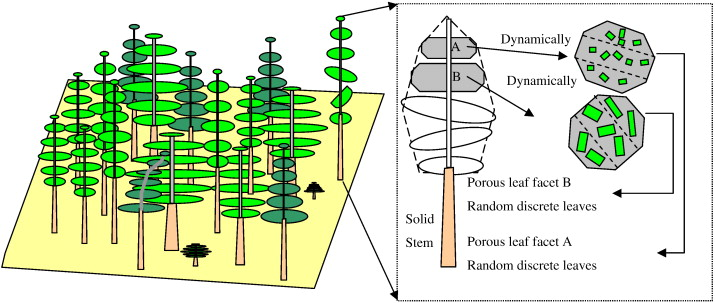 A
Dynamically
B
Dynamically
Porous leaf facet B
Random discrete leaves
Solid
Stem
Porous leaf facet A
Random discrete leaves